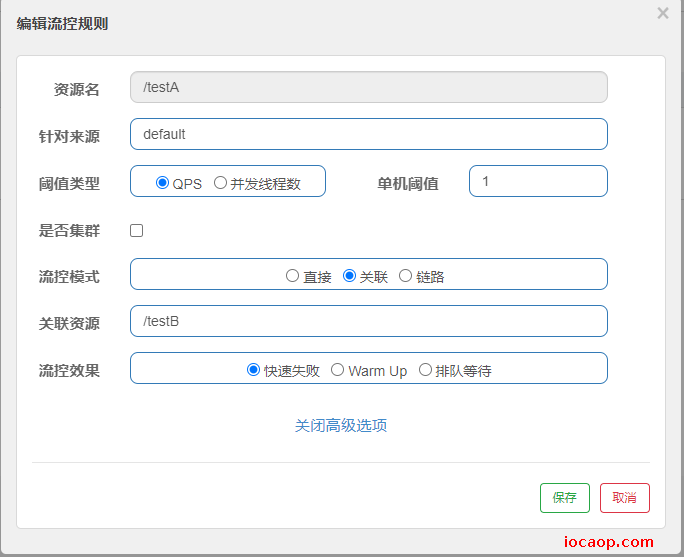 编辑流控规则 ×
资源名 /testA
针对来源 default
阈值类型 QPS 并发线程数 单机阈值 1
是否集群
流控模式 直接 关联 链路
关联资源 /testB
流控效果 快速失败 Warm Up 排队等待
关闭高级选项
保存 取消
iocaop.com